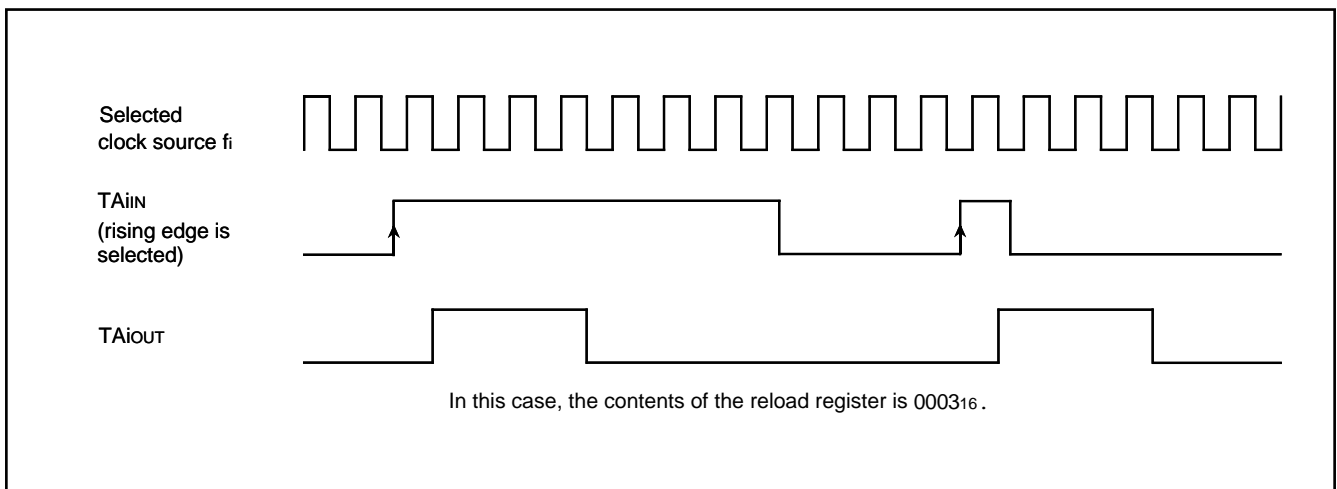 Selected
clock source fi
TAiIN
(rising edge is
selected)
TAiOUT
In this case, the contents of the reload register is 000316.